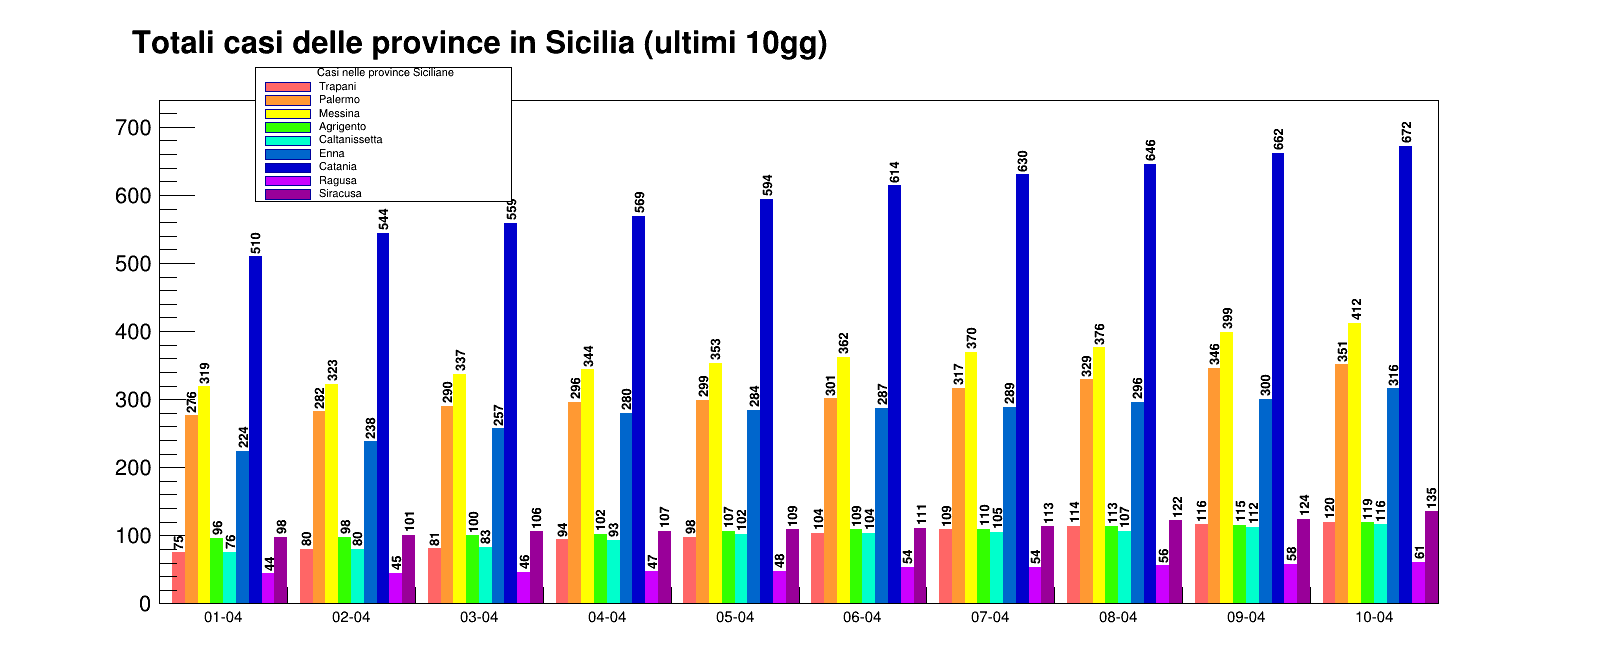 Totali casi delle province in Sicilia (ultimi 10gg)
Casi nelle province Siciliane
Trapani
Palermo
Messina
Agrigento
Caltanissetta
Enna
Catania
Ragusa
Siracusa
700
600
500
400
300
200
100
0
75 276 319 96 76 224 510 44 98
80 282 323 98 80 238 544 45 101
81 290 337 100 83 257 559 46 106
94 296 344 102 93 280 569 47 107
98 299 353 107 102 284 594 48 109
104 301 362 109 104 287 614 54 111
109 317 370 110 105 289 630 54 113
114 329 376 113 107 296 646 56 122
116 346 399 115 112 300 662 58 124
120 351 412 119 116 316 672 61 135
01-04 02-04 03-04 04-04 05-04 06-04 07-04 08-04 09-04 10-04